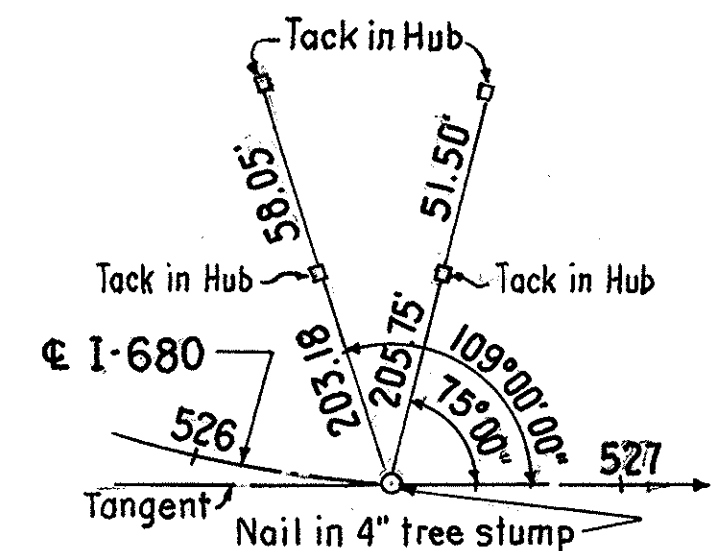 Tack in Hub
58.05'
51.50'
Tack in Hub
Tack in Hub
℄ I-680
203.18
205.75'
109°00'00"
75°00"
526
527
Tangent
Nail in 4" tree stump